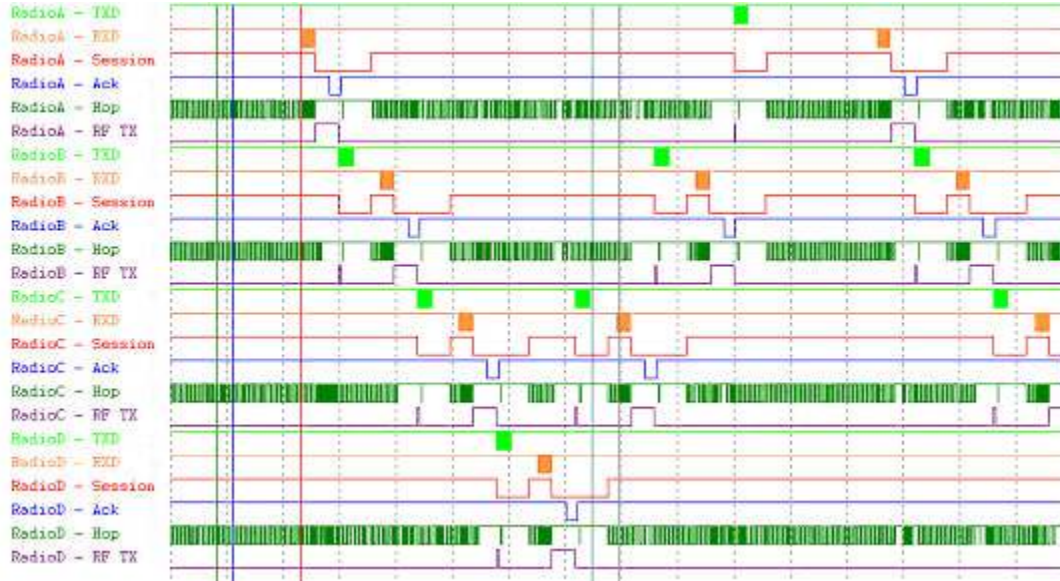 RadioA - TXD
RadioA - RXD
RadioA - Session
RadioA - Ack
RadioA - Hop
RadioA - RF TX
RadioB - TXD
RadioB - RXD
RadioB - Session
RadioB - Ack
RadioB - Hop
RadioB - RF TX
RadioC - TXD
RadioC - RXD
RadioC - Session
RadioC - Ack
RadioC - Hop
RadioC - RF TX
RadioD - TXD
RadioD - RXD
RadioD - Session
RadioD - Ack
RadioD - Hop
RadioD - RF TX